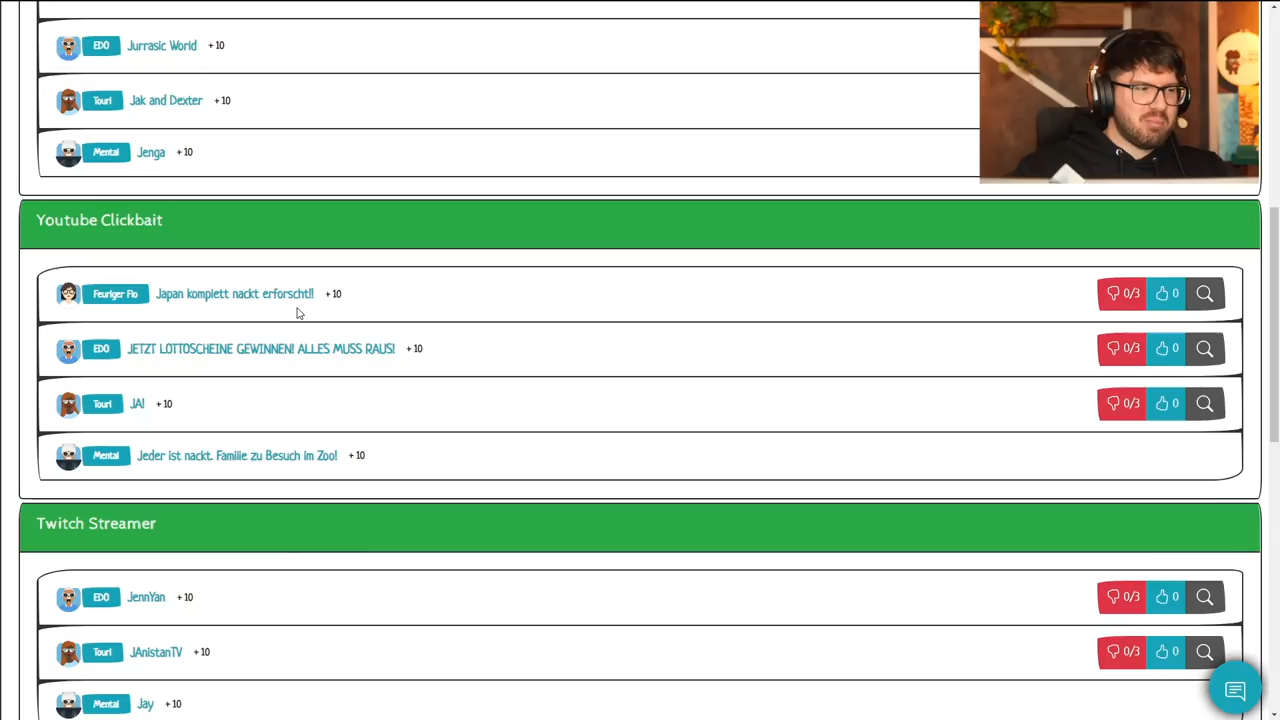 EDO Jurrasic World +10
Tourl Jak and Dexter +10
Mental Jenga +10
Youtube Clickbait
Feuriger Flo Japan komplett nackt erforscht!! +10 0/3 0
EDO JETZT LOTTOSCHEINE GEWINNEN! ALLES MUSS RAUS! +10 0/3 0
Tourl JA! +10 0/3 0
Mental Jeder ist nackt. Familie zu Besuch im Zoo! +10
Twitch Streamer
EDO JennYan +10 0/3 0
Tourl JAnistanTV +10 0/3 0
Mental Jay +10